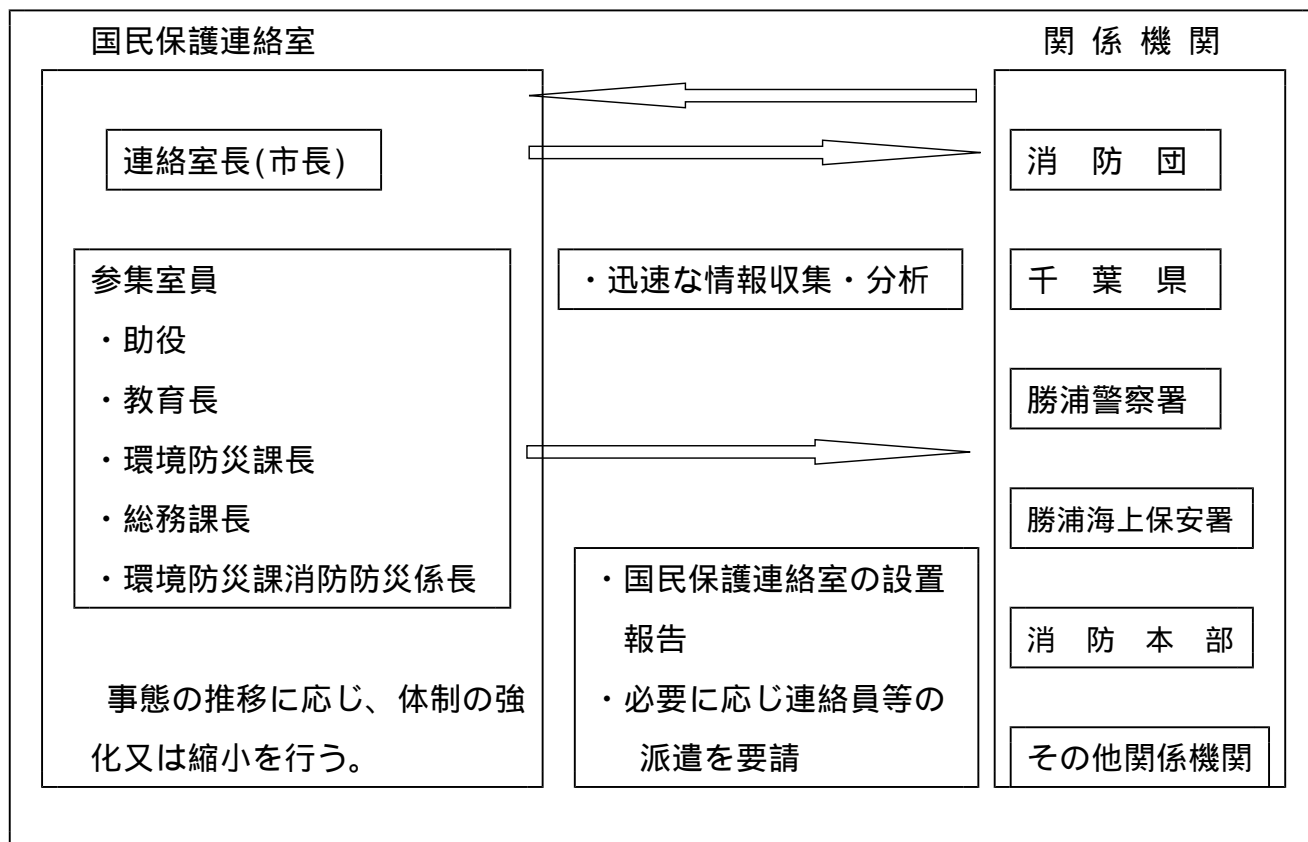 国民保護連絡室
連絡室長(市長)
参集室員
・助役
・教育長
・環境防災課長
・総務課長
・環境防災課消防防災係長
事態の推移に応じ、体制の強
化又は縮小を行う。
・迅速な情報収集・分析
・国民保護連絡室の設置
報告
・必要に応じ連絡員等の
派遣を要請
関 係 機 関
消 防 団
千 葉 県
勝浦警察署
勝浦海上保安署
消 防 本 部
その他関係機関